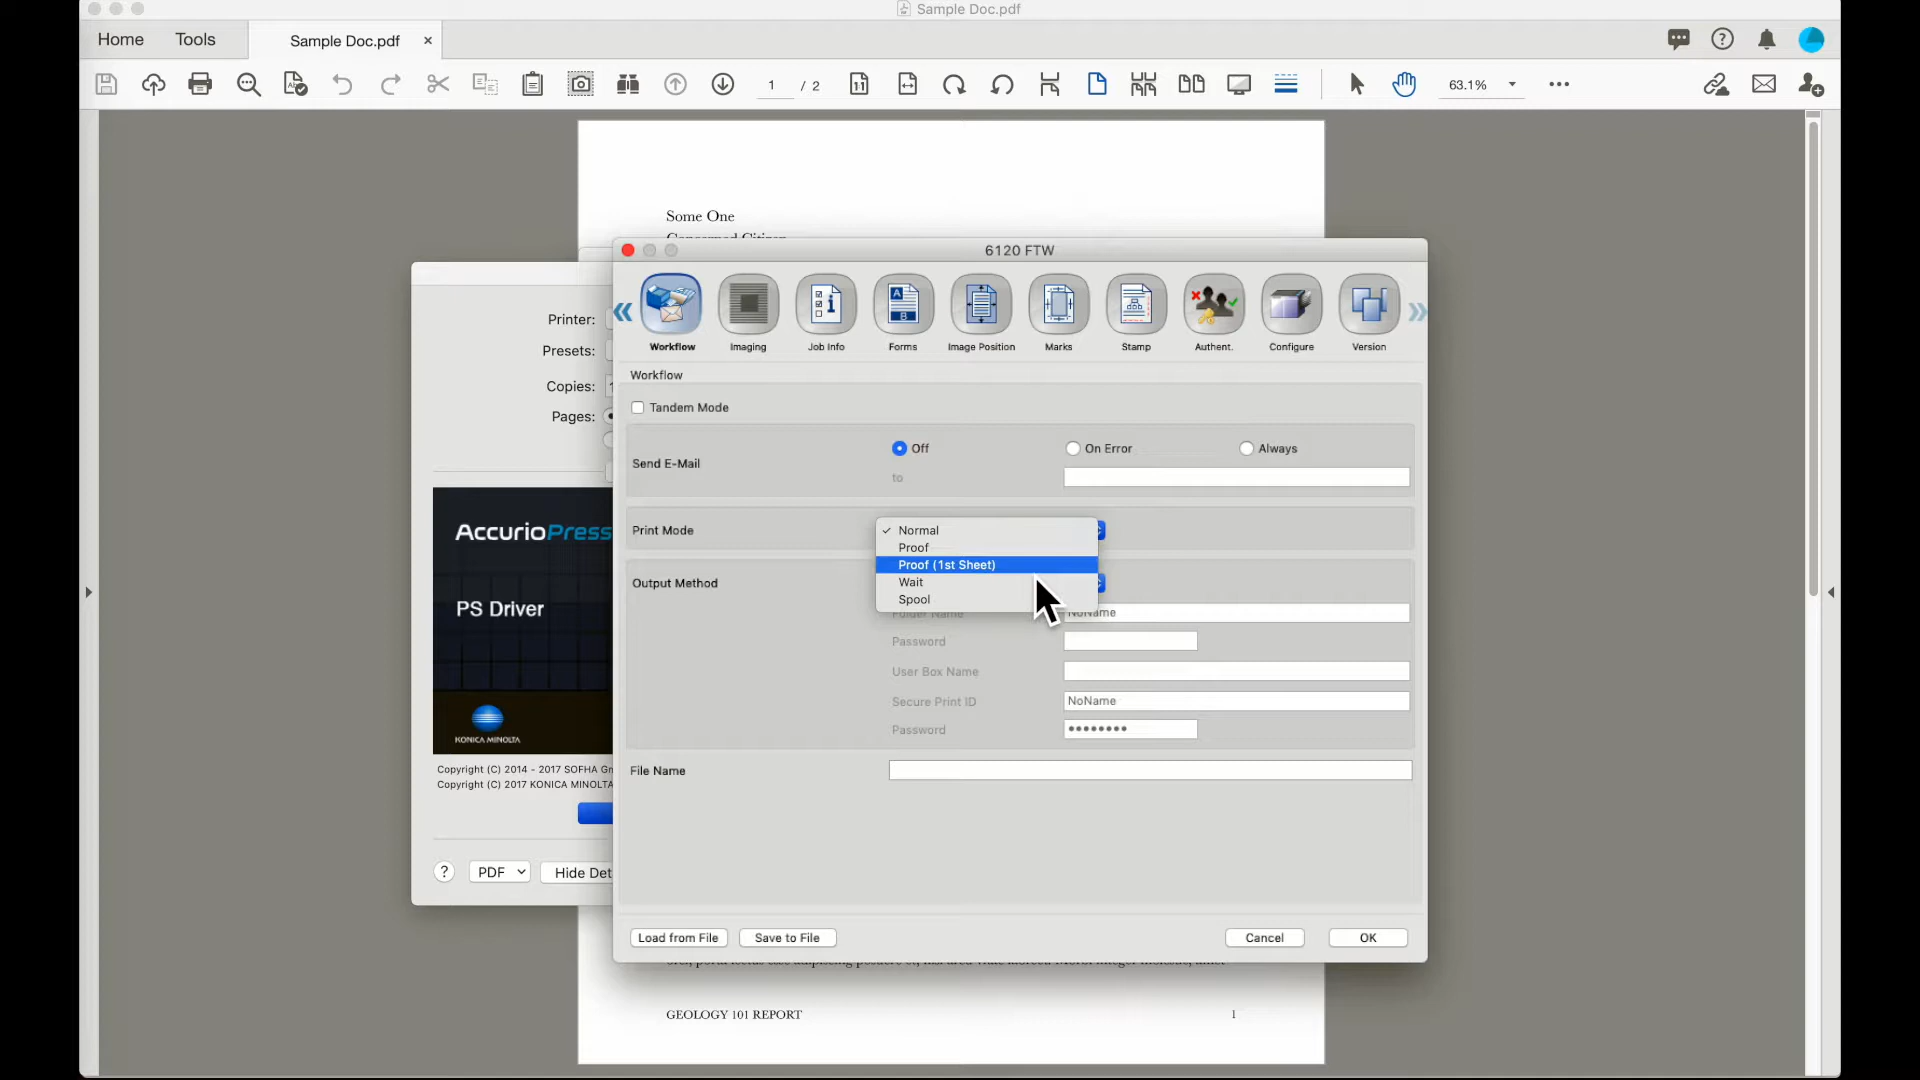 Sample Doc.pdf
Home
Tools
Sample Doc.pdf
1 / 2
63.1%
Some One
6120 FTW
Workflow
Imaging
Job Info
Forms
Image Position
Marks
Stamp
Authent.
Configure
Version
Printer:
Presets:
Copies:
Pages:
Workflow
Tandem Mode
Send E-Mail
Off
On Error
Always
to
Print Mode
Normal
Proof
Proof (1st Sheet)
Wait
Spool
Output Method
Folder Name
NoName
Password
User Box Name
Secure Print ID
NoName
Password
••••••••
File Name
AccurioPress
PS Driver
KONICA MINOLTA
Copyright (C) 2014 - 2017 SOFHA
Copyright (C) 2017 KONICA MINOLTA
?
PDF
Hide
Load from File
Save to File
Cancel
OK
GEOLOGY 101 REPORT
1